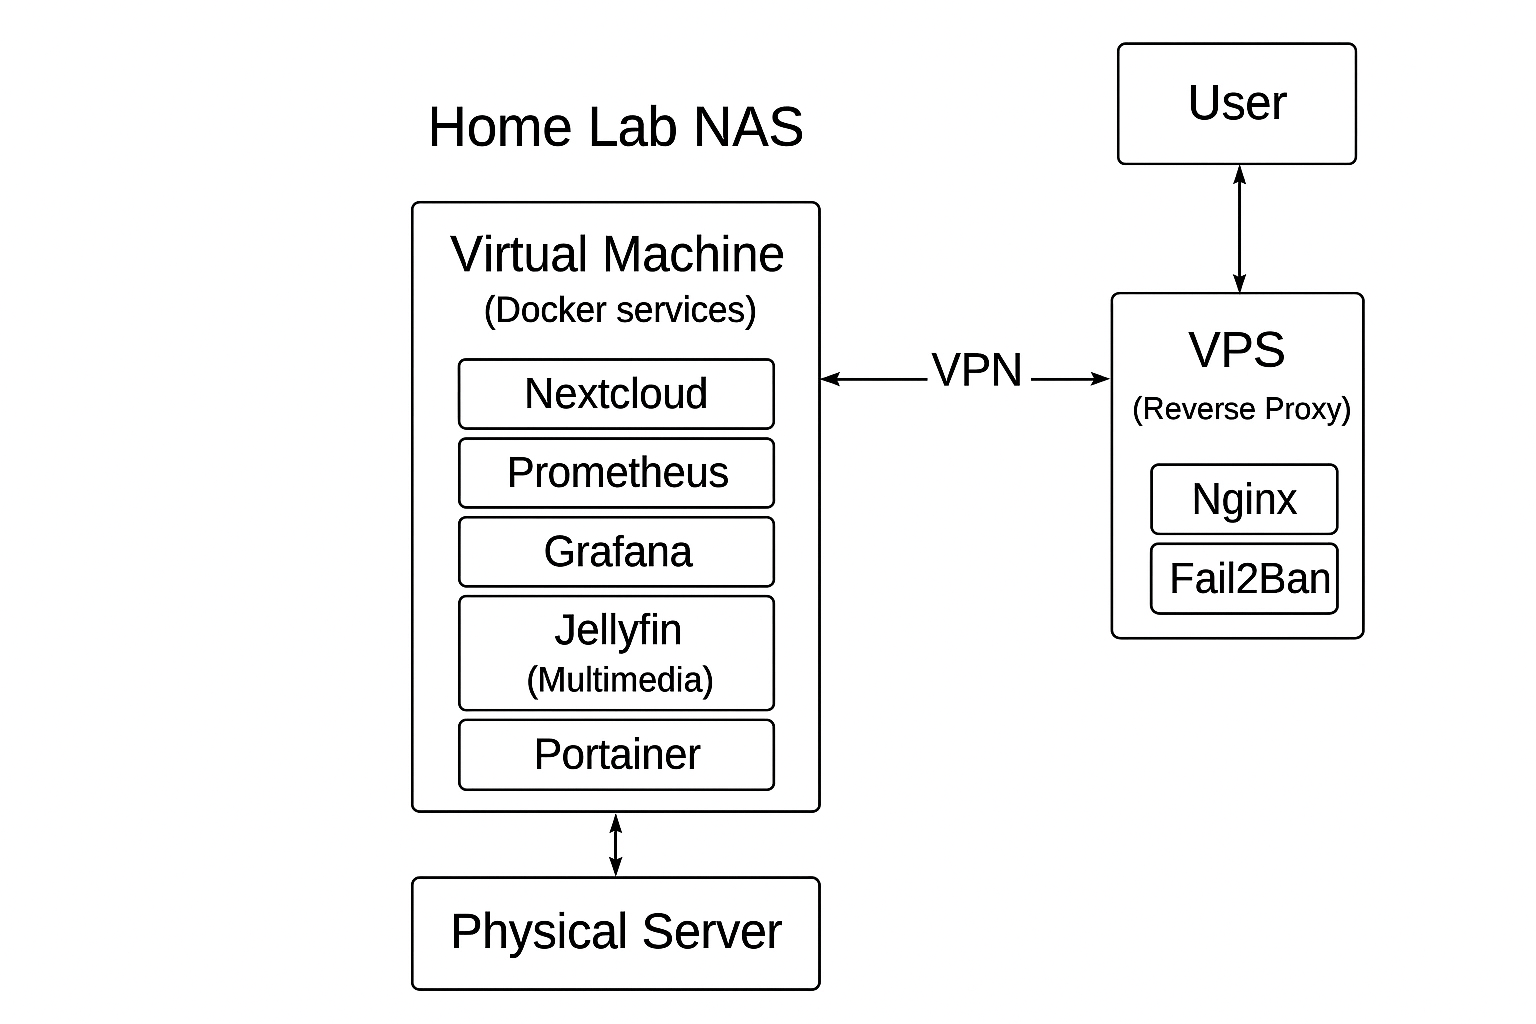 Home Lab NAS
Virtual Machine
(Docker services)
Nextcloud
Prometheus
Grafana
Jellyfin
(Multimedia)
Portainer
Physical Server
VPN
User
VPS
(Reverse Proxy)
Nginx
Fail2Ban